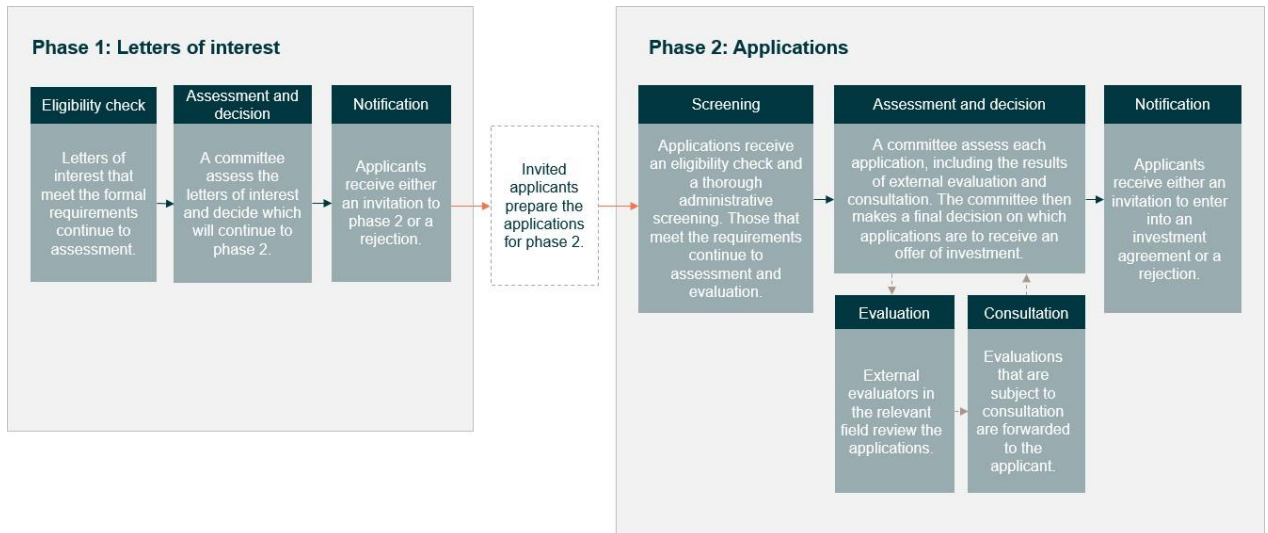 Phase 1: Letters of interest
Eligibility check
Letters of
interest that
meet the formal
requirements
continue to
assessment.
Assessment and
decision
A committee
assess the
letters of interest
and decide which
will continue to
phase 2.
Notification
Applicants
receive either
an invitation to
phase 2 or a
rejection.
Invited
applicants
prepare the
applications
for phase 2.
Phase 2: Applications
Screening
Applications receive
an eligibility check and
a thorough
administrative
screening. Those that
meet the requirements
continue to
assessment and
evaluation.
Assessment and decision
A committee assess each
application, including the results
of external evaluation and
consultation. The committee then
makes a final decision on which
applications are to receive an
offer of investment.
Evaluation
External
evaluators in
the relevant
field review the
applications.
Consultation
Evaluations
that are
subject to
consultation
are forwarded
to the
applicant.
Notification
Applicants
receive either an
invitation to enter
into an
investment
agreement or a
rejection.